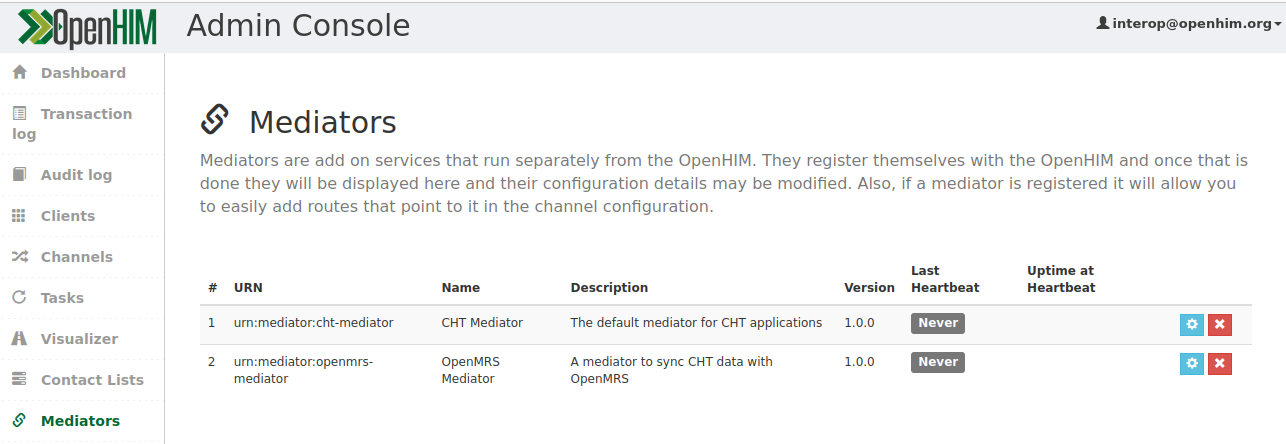 OpenHIM Admin Console
interop@openhim.org
Dashboard
Transaction
log
Audit log
Clients
Channels
Tasks
Visualizer
Contact Lists
Mediators
Mediators
Mediators are add on services that run separately from the OpenHIM. They register themselves with the OpenHIM and once that is
done they will be displayed here and their configuration details may be modified. Also, if a mediator is registered it will allow you
to easily add routes that point to it in the channel configuration.
# URN Name Description Version Last Heartbeat Uptime at Heartbeat
1 urn:mediator:cht-mediator CHT Mediator The default mediator for CHT applications 1.0.0 Never
2 urn:mediator:openmrs-mediator OpenMRS Mediator A mediator to sync CHT data with OpenMRS 1.0.0 Never